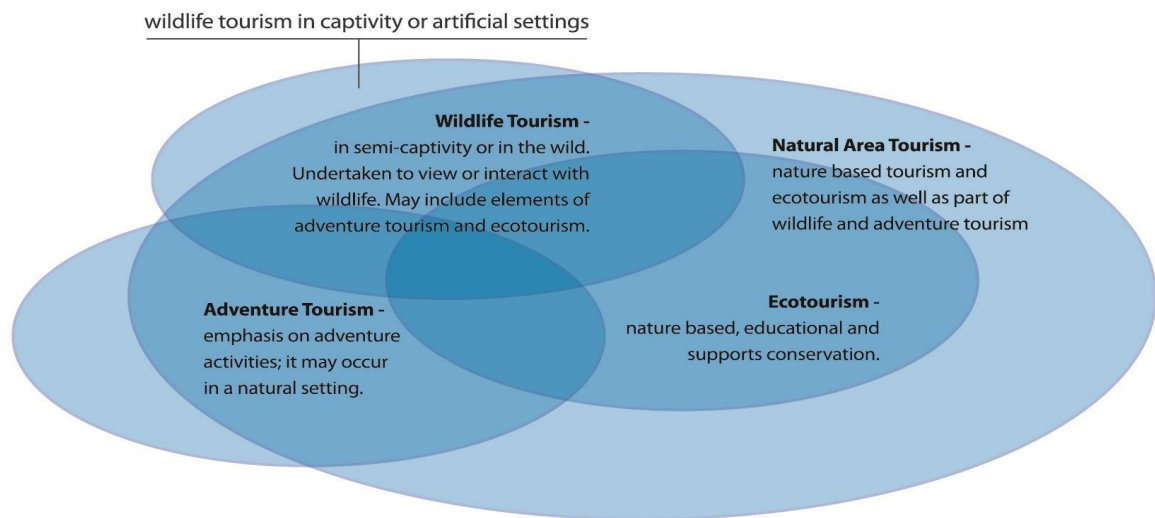 wildlife tourism in captivity or artificial settings
Wildlife Tourism -
in semi-captivity or in the wild.
Undertaken to view or interact with
wildlife. May include elements of
adventure tourism and ecotourism.
Natural Area Tourism -
nature based tourism and
ecotourism as well as part of
wildlife and adventure tourism
Adventure Tourism -
emphasis on adventure
activities; it may occur
in a natural setting.
Ecotourism -
nature based, educational and
supports conservation.